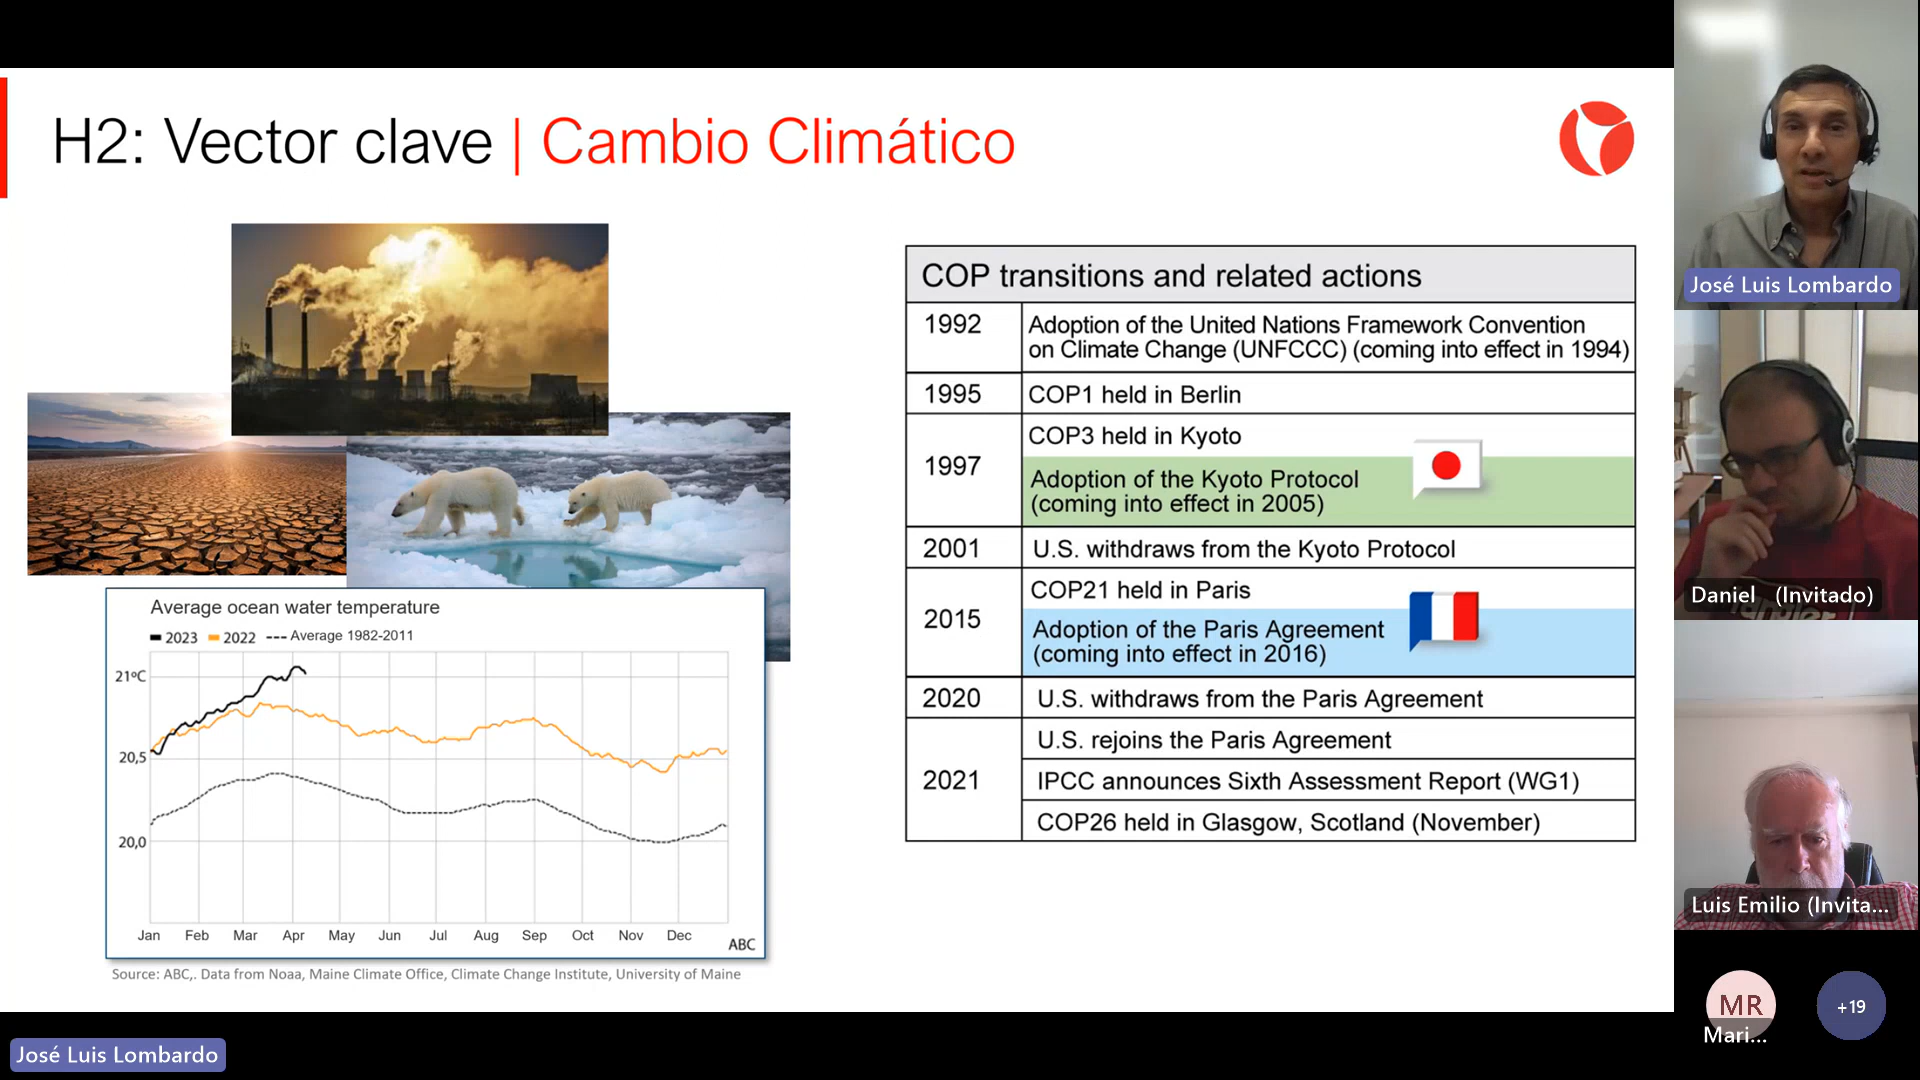 H2: Vector clave | Cambio Climático
Average ocean water temperature
2023 2022 Average 1982-2011
21ºC
20,5
20,0
Jan Feb Mar Apr May Jun Jul Aug Sep Oct Nov Dec
ABC
Source: ABC,. Data from Noaa, Maine Climate Office, Climate Change Institute, University of Maine
COP transitions and related actions
1992
Adoption of the United Nations Framework Convention
on Climate Change (UNFCCC) (coming into effect in 1994)
1995
COP1 held in Berlin
1997
COP3 held in Kyoto
Adoption of the Kyoto Protocol
(coming into effect in 2005)
2001
U.S. withdraws from the Kyoto Protocol
2015
COP21 held in Paris
Adoption of the Paris Agreement
(coming into effect in 2016)
2020
U.S. withdraws from the Paris Agreement
2021
U.S. rejoins the Paris Agreement
IPCC announces Sixth Assessment Report (WG1)
COP26 held in Glasgow, Scotland (November)
José Luis Lombardo
Daniel (Invitado)
Luis Emilio (Invita...
MR
Mari...
+19
José Luis Lombardo